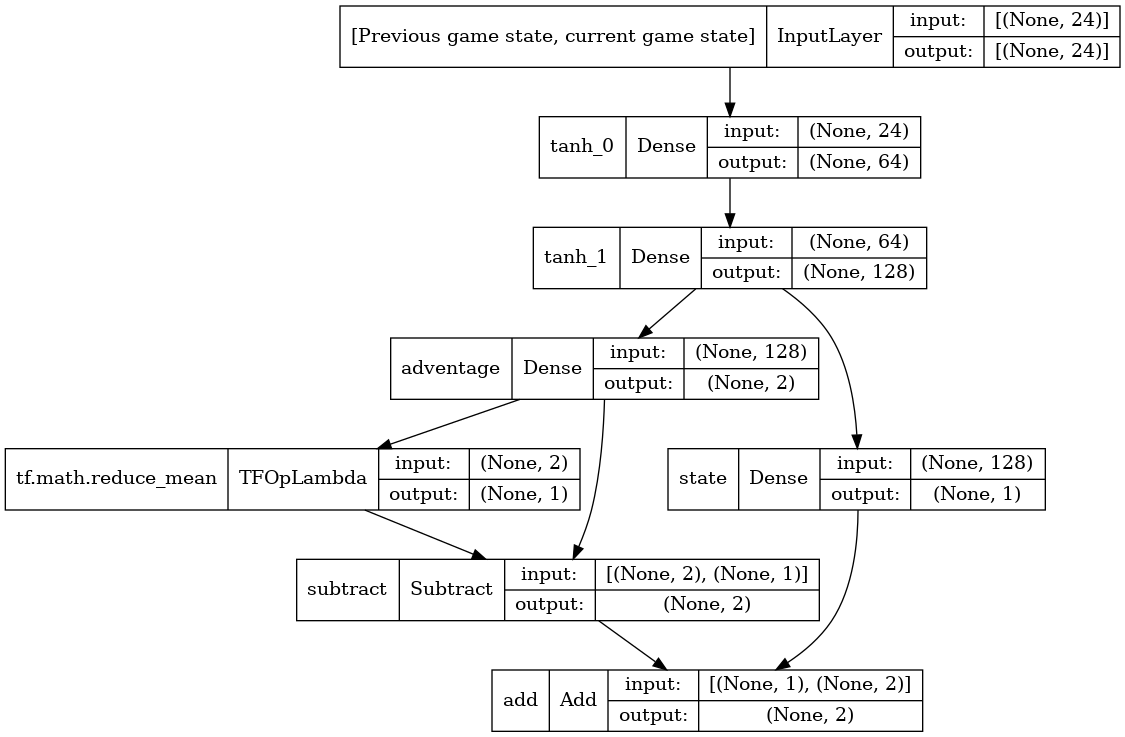 [Previous game state, current game state] InputLayer input: [(None, 24)]
output: [(None, 24)]
tanh_0 Dense input: (None, 24)
output: (None, 64)
tanh_1 Dense input: (None, 64)
output: (None, 128)
adventage Dense input: (None, 128)
output: (None, 2)
tf.math.reduce_mean TFOpLambda input: (None, 2)
output: (None, 1)
state Dense input: (None, 128)
output: (None, 1)
subtract Subtract input: [(None, 2), (None, 1)]
output: (None, 2)
add Add input: [(None, 1), (None, 2)]
output: (None, 2)